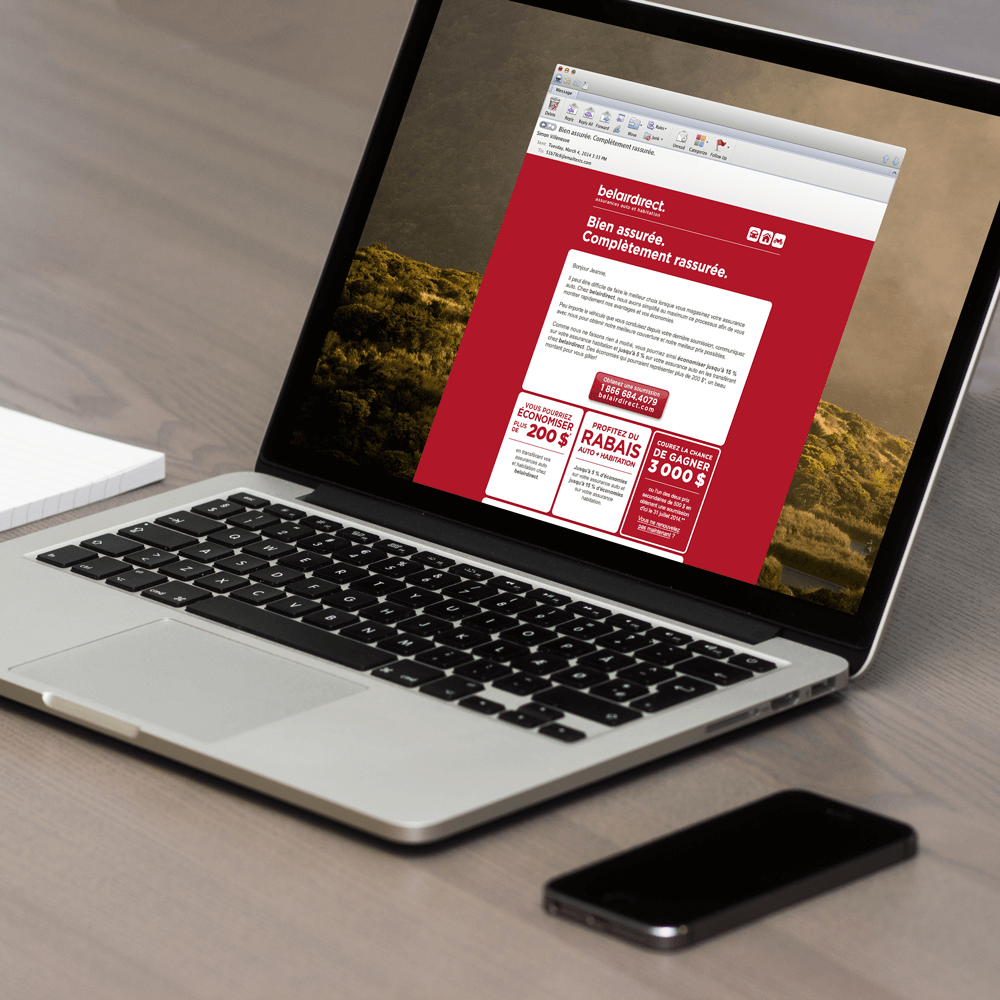 Message
Delete
Reply Reply All Forward
Move
Rules
Junk
Unread Categorize Follow Up
Bien assurée. Complètement rassurée.
Simon Villeneuve
Sent: Tuesday, March 4, 2014 3:33 PM
To:
belairdirect.
assurances auto et habitation
Bien assurée.
Complètement rassurée.
Bonjour Jeanne,
Il peut être difficile de faire le meilleur choix lorsque vous magasinez votre assurance
auto. Chez belairdirect, nous avons simplifié au maximum ce processus afin de vous
montrer rapidement nos avantages et vos économies.
Peu importe le véhicule que vous conduisez depuis votre dernière soumission, communiquez
avec nous pour obtenir notre meilleure couverture et notre meilleur prix possibles.
Comme nous ne faisons rien à moitié, vous pourriez ainsi économiser jusqu'à 15 %
sur votre assurance habitation et jusqu'à 5 % sur votre assurance auto en les transférant
chez belairdirect. Des économies qui pourraient représenter plus de 200 $*, un beau
montant pour vous gâter!
Obtenez une soumission
1 866 684.4079
belairdirect.com
VOUS POURRIEZ
ÉCONOMISER
PLUS DE 200 $*
en transférant vos
assurances auto
et habitation chez
belairdirect.
PROFITEZ DU
RABAIS
AUTO + HABITATION
Jusqu'à 5 % d'économies
sur votre assurance auto et
jusqu'à 15 % d'économies
sur votre assurance
habitation.
COUREZ LA CHANCE
DE GAGNER
3 000 $
ou l'un des deux prix
secondaires de 500 $ en
obtenant une soumission
d'ici le 31 juillet 2014.**
Vous ne renouvelez
pas maintenant ?